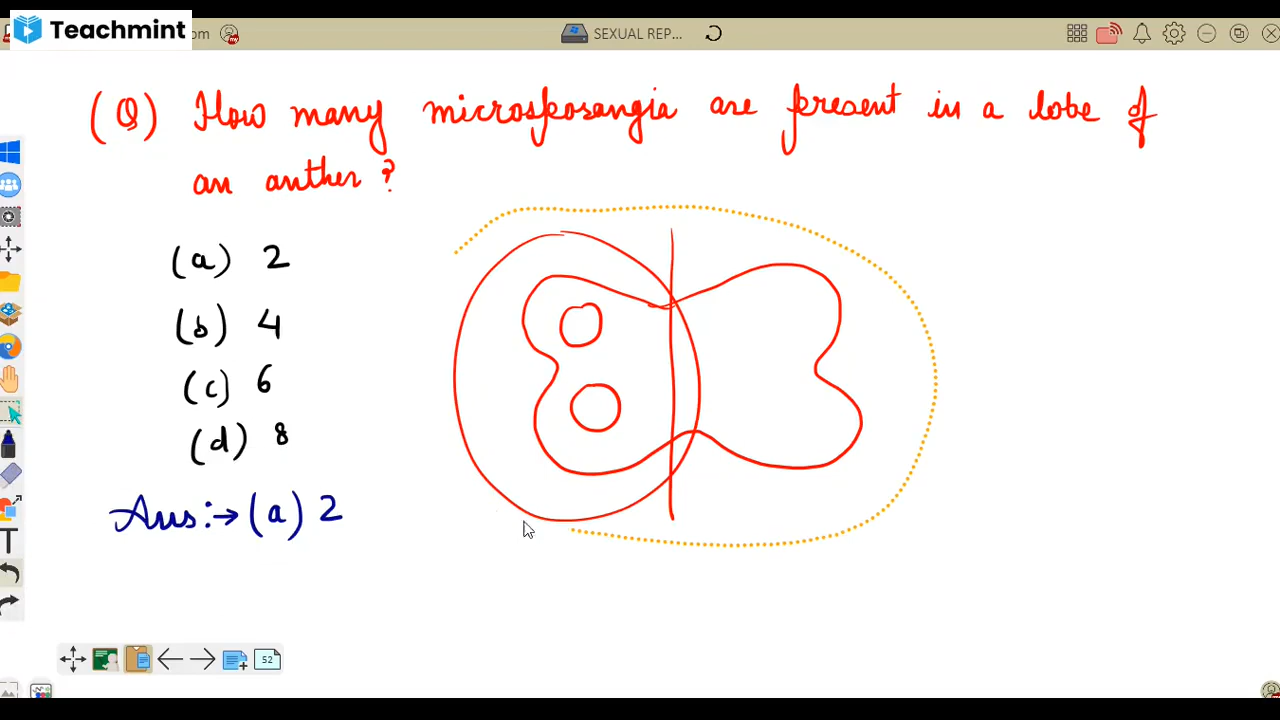 Teachmint
om
SEXUAL REP...
(Q) How many microsporangia are present in a lobe of
an anther ?
(a) 2
(b) 4
(c) 6
(d) 8
Ans:→ (a) 2
52